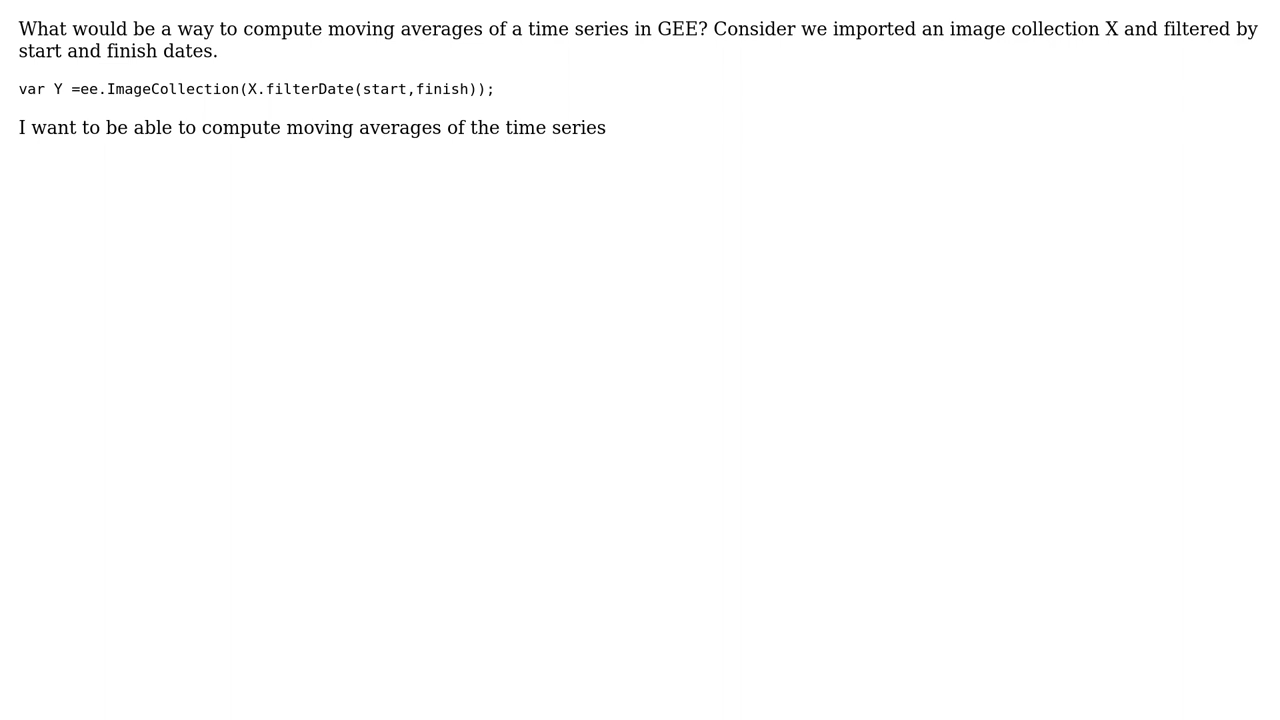 What would be a way to compute moving averages of a time series in GEE? Consider we imported an image collection X and filtered by
start and finish dates.
var Y =ee.ImageCollection(X.filterDate(start,finish));
I want to be able to compute moving averages of the time series